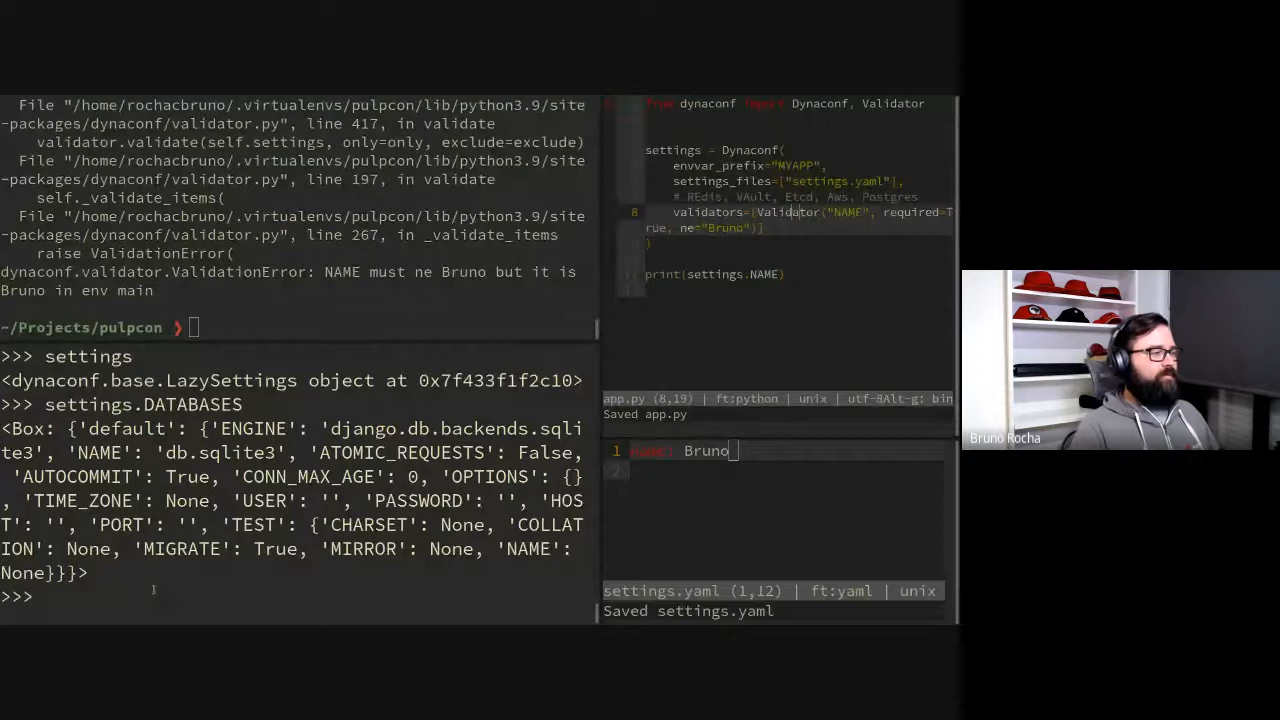 File "/home/rochacbruno/.virtualenvs/pulpcon/lib/python3.9/site
-packages/dynaconf/validator.py", line 417, in validate
validator.validate(self.settings, only=only, exclude=exclude)
File "/home/rochacbruno/.virtualenvs/pulpcon/lib/python3.9/site
-packages/dynaconf/validator.py", line 197, in validate
self._validate_items(
File "/home/rochacbruno/.virtualenvs/pulpcon/lib/python3.9/site
-packages/dynaconf/validator.py", line 267, in _validate_items
raise ValidationError(
dynaconf.validator.ValidationError: NAME must ne Bruno but it is
Bruno in env main
~/Projects/pulpcon ❯
>>> settings
<dynaconf.base.LazySettings object at 0x7f433f1f2c10>
>>> settings.DATABASES
<Box: {'default': {'ENGINE': 'django.db.backends.sqli
te3', 'NAME': 'db.sqlite3', 'ATOMIC_REQUESTS': False,
'AUTOCOMMIT': True, 'CONN_MAX_AGE': 0, 'OPTIONS': {}
, 'TIME_ZONE': None, 'USER': '', 'PASSWORD': '', 'HOS
T': '', 'PORT': '', 'TEST': {'CHARSET': None, 'COLLAT
ION': None, 'MIGRATE': True, 'MIRROR': None, 'NAME':
None}}}>
>>>
from dynaconf import Dynaconf, Validator
settings = Dynaconf(
envvar_prefix="MYAPP",
settings_files=["settings.yaml"],
# REdis, VAult, Etcd, Aws, Postgres
8 validators=[Validator("NAME", required=T
rue, ne="Bruno")]
)
print(settings.NAME)
app.py (8,19) | ft:python | unix | utf-8Alt-g: bin
Saved app.py
1 name: Bruno
2
settings.yaml (1,12) | ft:yaml | unix
Saved settings.yaml
Bruno Rocha